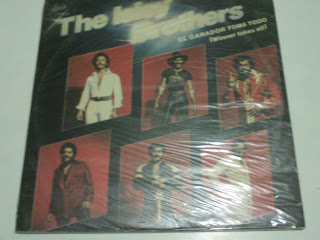 The Isley
Brothers
EL GANADOR TOMA TODO
(Winner takes all)